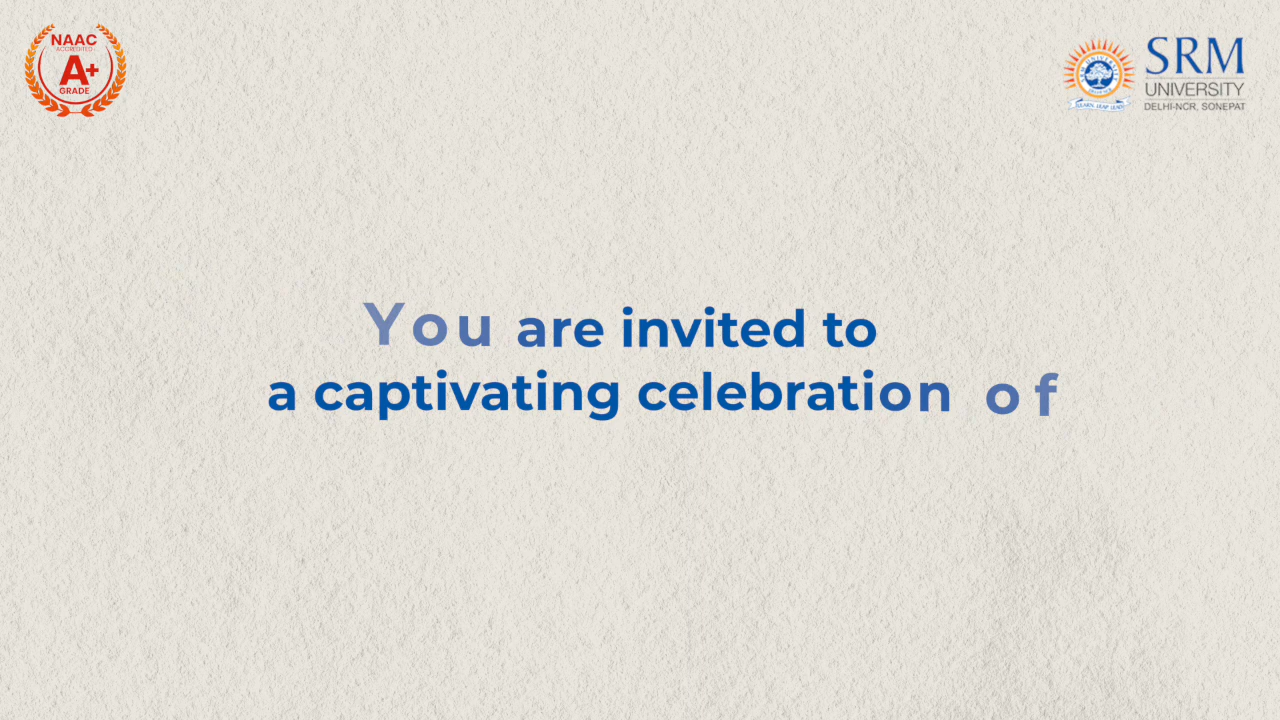 NAAC
ACCREDITED
A+
GRADE
SRM
UNIVERSITY
DELHI-NCR, SONEPAT
You are invited to
a captivating celebration of